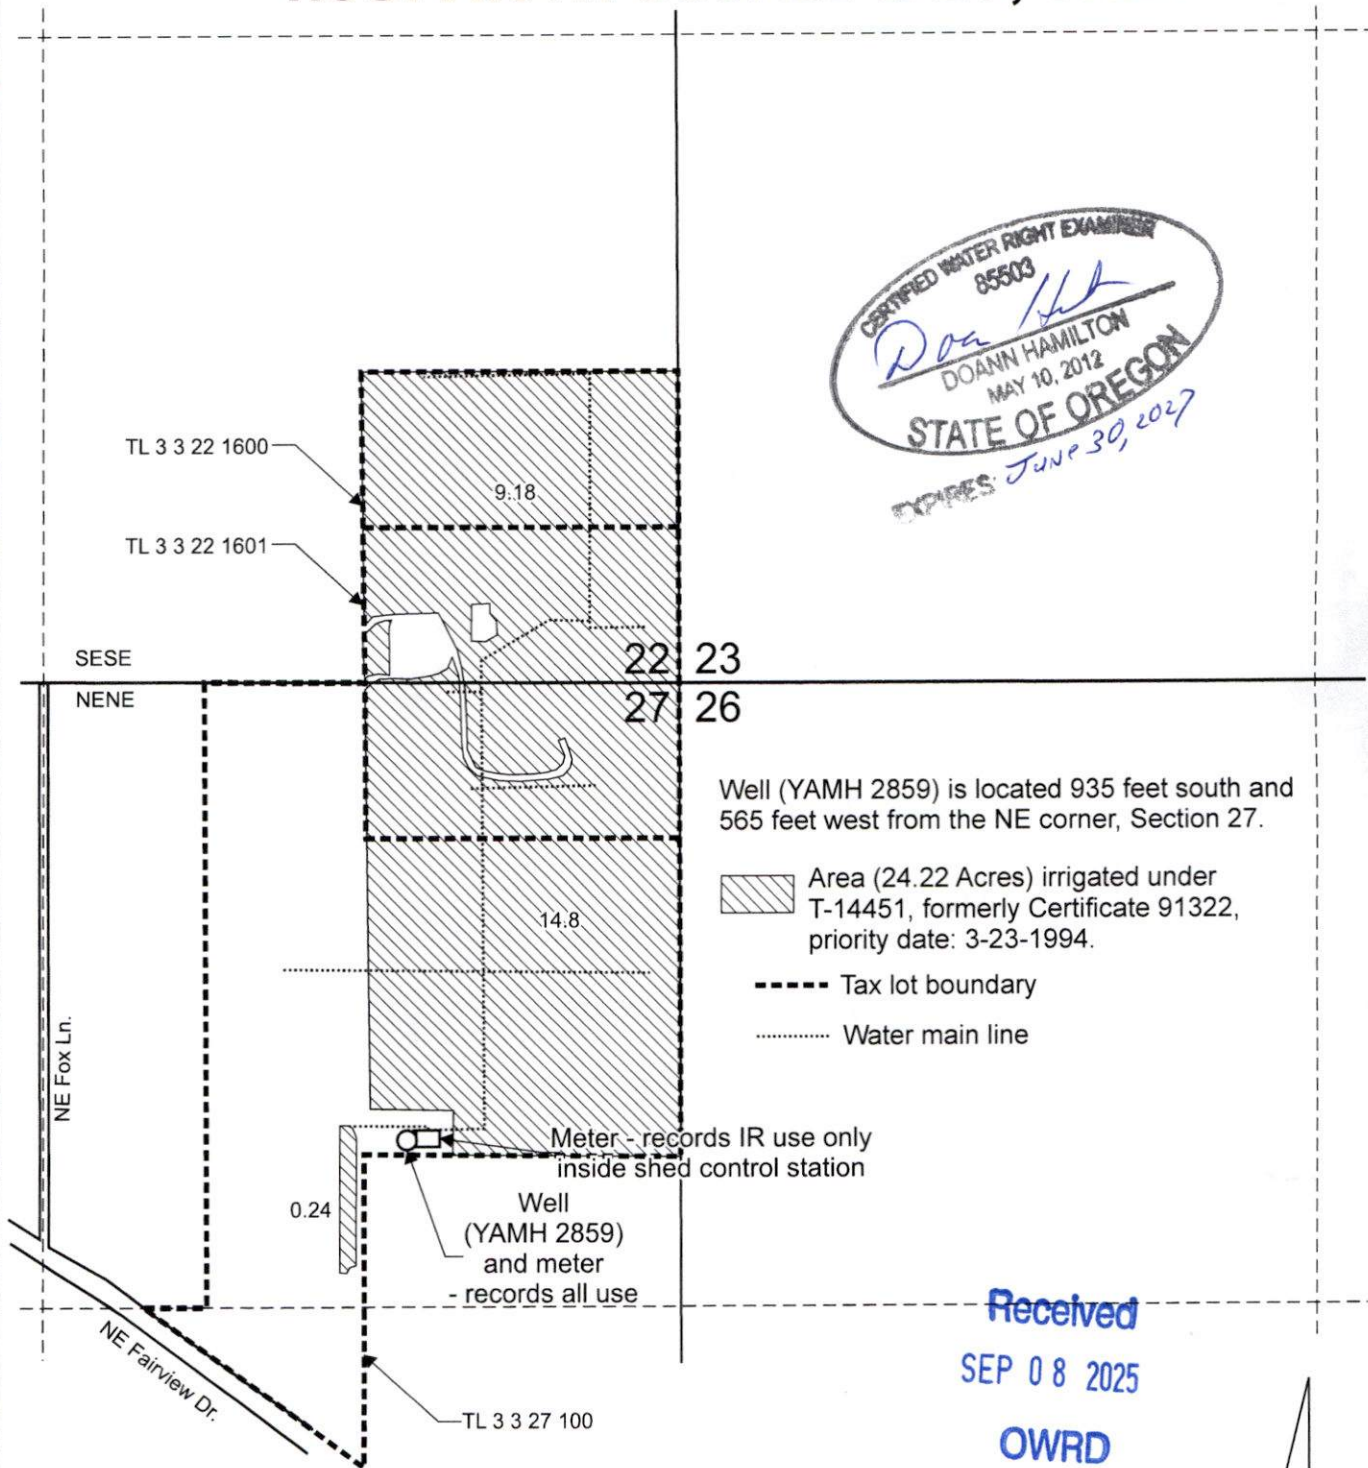 CERTIFIED WATER RIGHT EXAMINER
85503
DOANN HAMILTON
MAY 10, 2012
STATE OF OREGON
EXPIRES: June 30, 2027
TL 3 3 22 1600
9.18
TL 3 3 22 1601
SESE
22 23
NENE
27 26
Well (YAMH 2859) is located 935 feet south and
565 feet west from the NE corner, Section 27.
Area (24.22 Acres) irrigated under
T-14451, formerly Certificate 91322,
priority date: 3-23-1994.
14.8
Tax lot boundary
Water main line
NE Fox Ln.
Meter - records IR use only
inside shed control station
0.24
Well
(YAMH 2859)
and meter
- records all use
NE Fairview Dr.
TL 3 3 27 100
Received
SEP 08 2025
OWRD